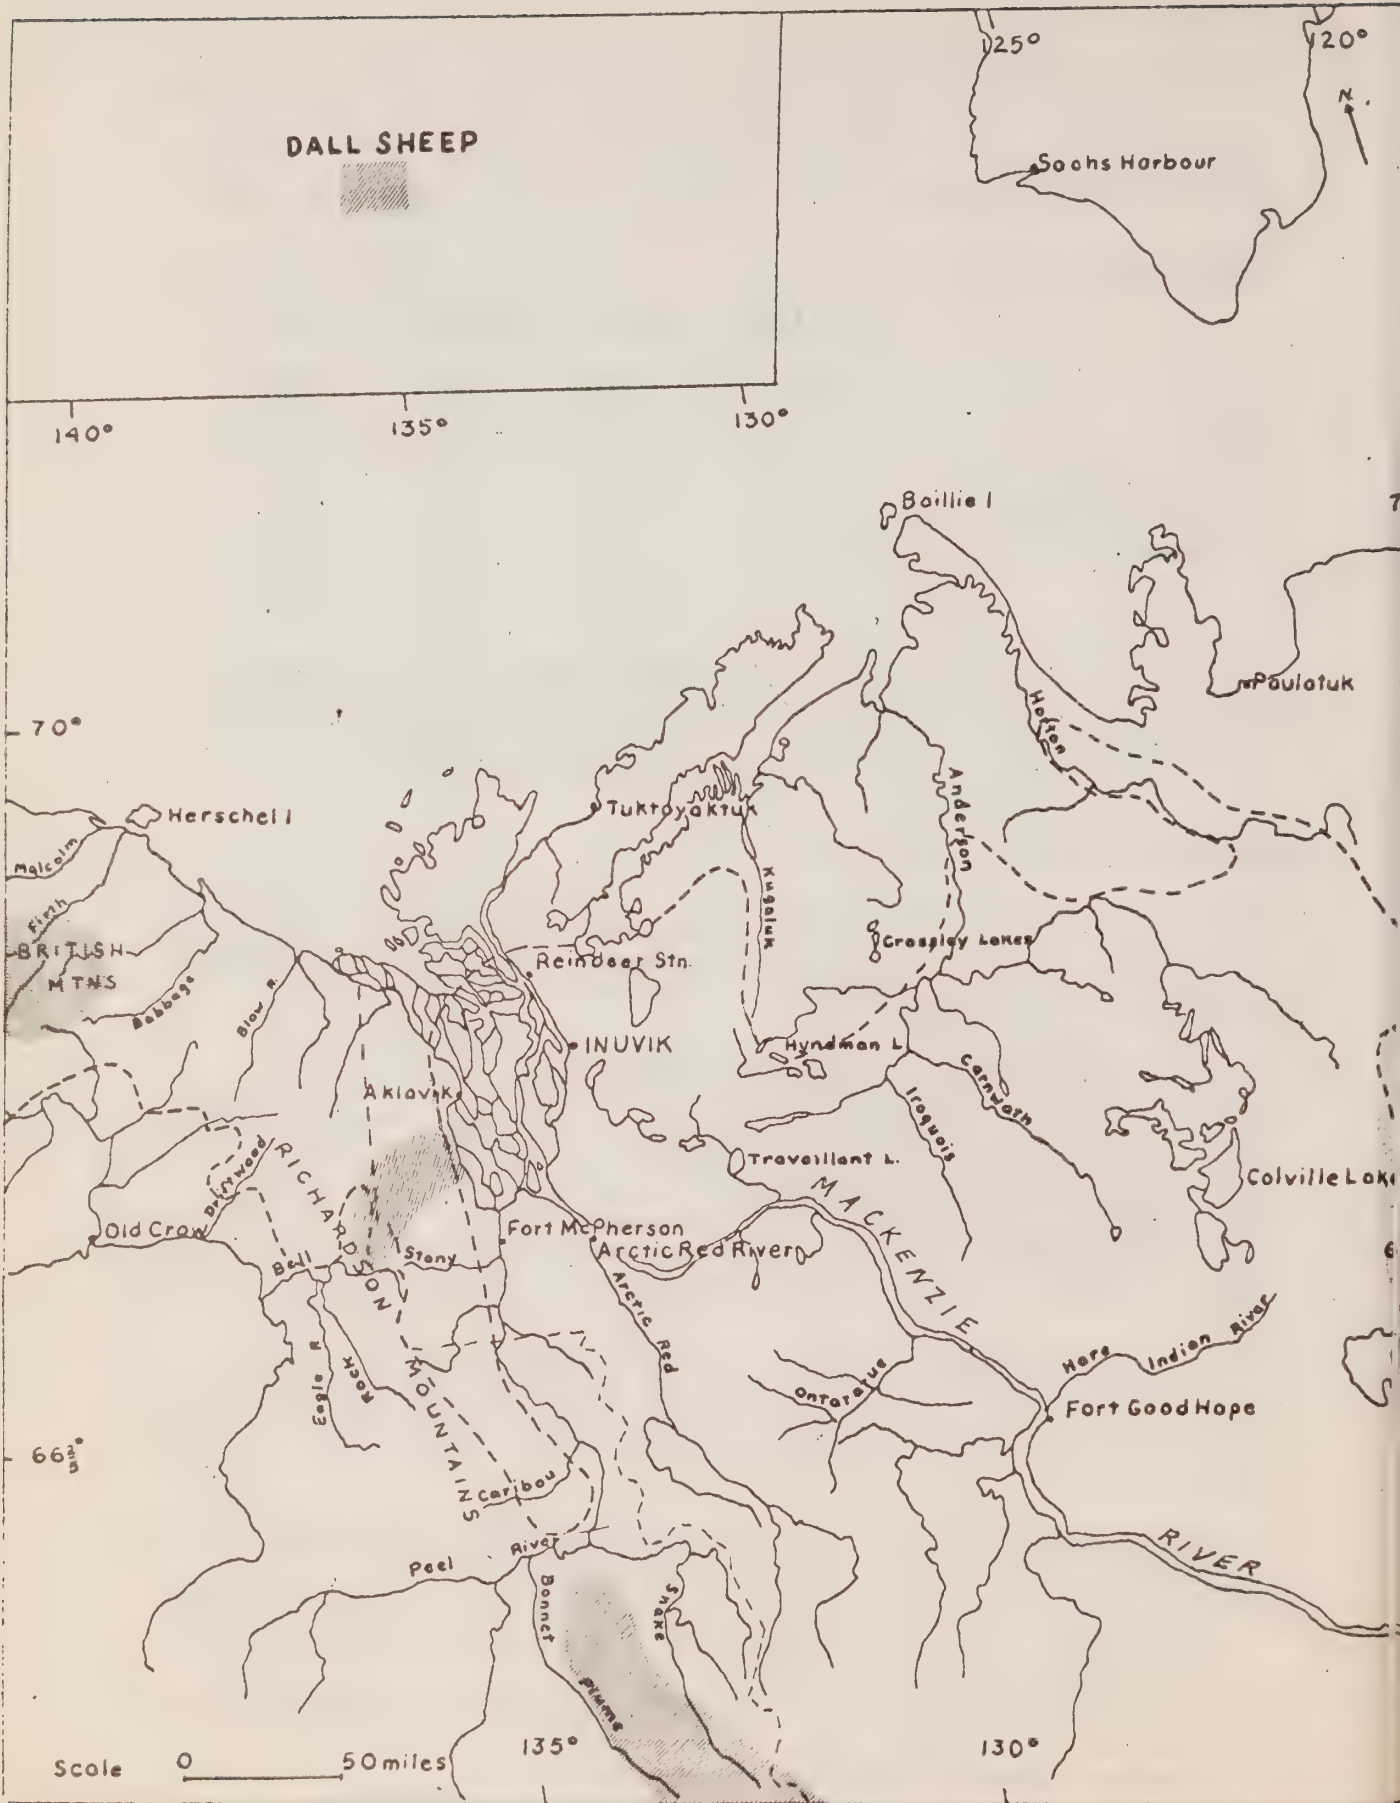 DALL SHEEP
125°
120°
N.
Sachs Harbour
140°
135°
130°
Baillie I
Paulatuk
70°
Horton
Herschel I
Tuktoyaktuk
Anderson
Malcolm
Firth
Kugaluk
BRITISH
MTNS
Crossley Lakes
Reindeer Stn.
Babbage
Blow R.
INUVIK
Hyndman L.
Aklavik
Carnwath
Iroquois
Driftwood
RICHARDSON
MOUNTAINS
Travaillant L.
Colville Lake
MACKENZIE
RIVER
Old Crow
Fort McPherson
Arctic Red River
Bell
Stony
Arctic Red
Hare Indian River
Eagle R
Rock
Ontaratue
Fort Good Hope
66⅔°
Caribou
Peel River
Bonnet Plume
Snake
135°
130°
Scale 0 50 miles